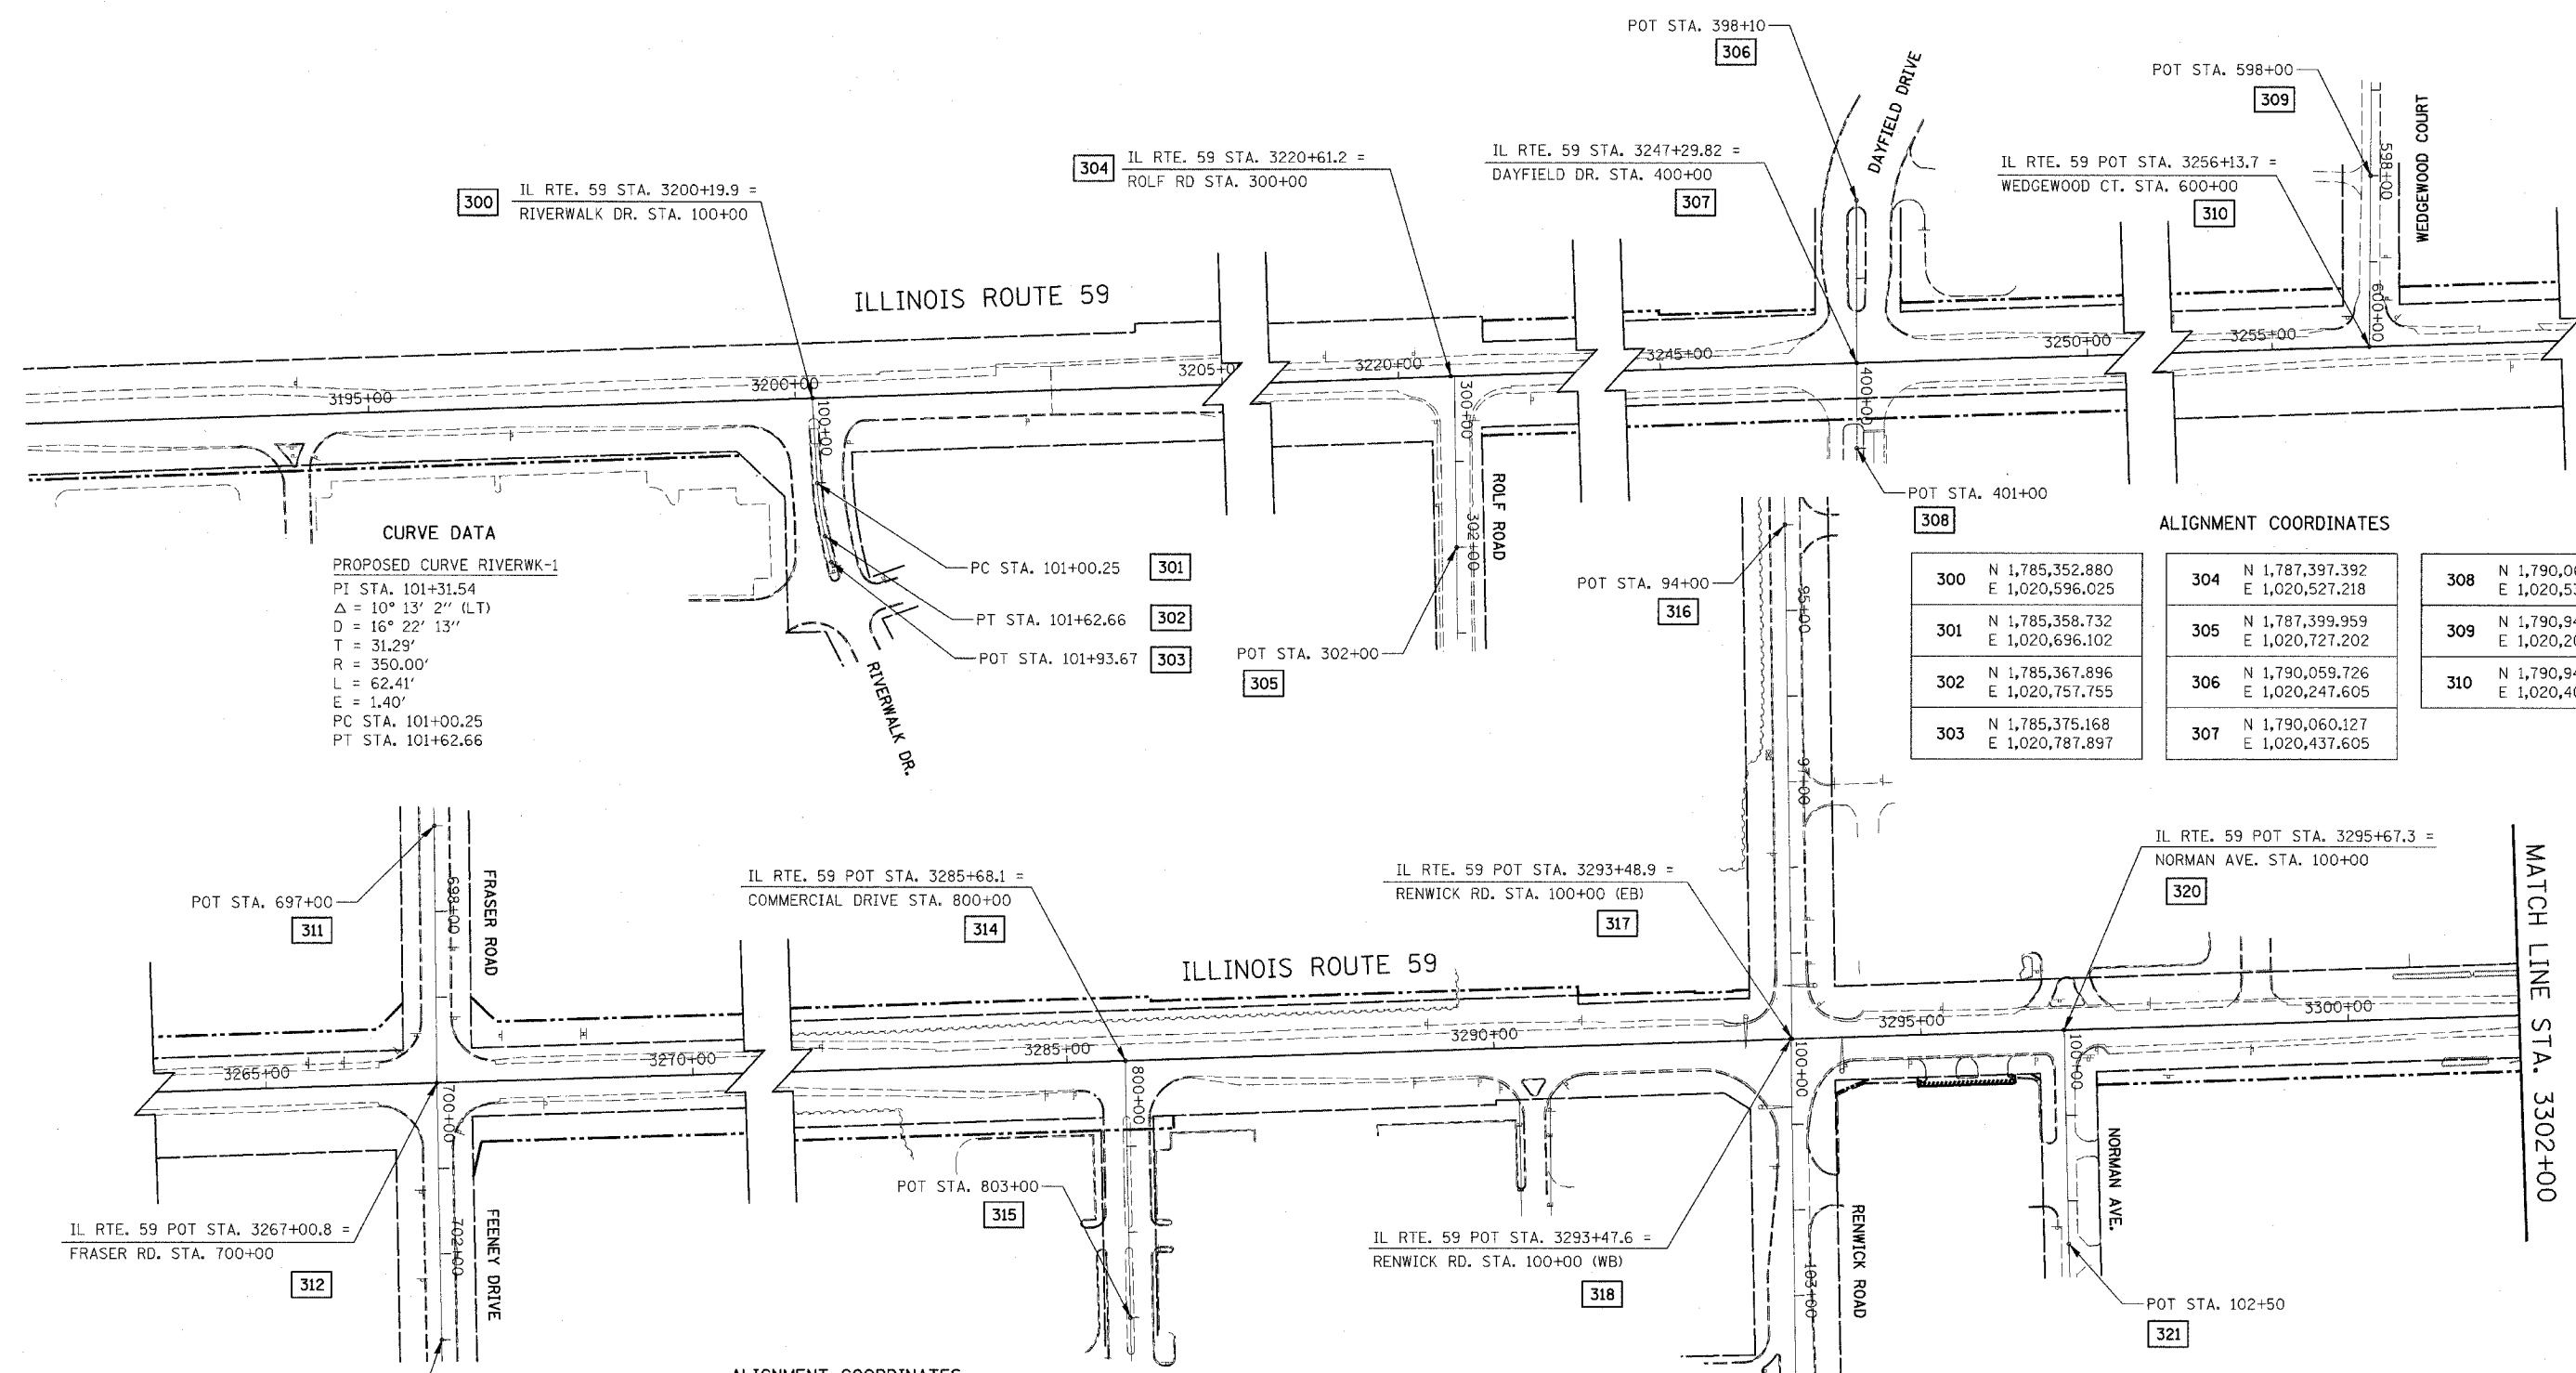 POT STA. 398+10
306
DAYFIELD DRIVE
POT STA. 598+00
309
598+00
WEDGEWOOD COURT
300
IL RTE. 59 STA. 3200+19.9 =
RIVERWALK DR. STA. 100+00
304
IL RTE. 59 STA. 3220+61.2 =
ROLF RD STA. 300+00
IL RTE. 59 STA. 3247+29.82 =
DAYFIELD DR. STA. 400+00
307
IL RTE. 59 POT STA. 3256+13.7 =
WEDGEWOOD CT. STA. 600+00
310
600+00
ILLINOIS ROUTE 59
3195+00
3200+00
3205+0
3220+00
3245+00
3250+00
3255+00
100+00
300+00
302+00
ROLF ROAD
400+00
POT STA. 401+00
308
CURVE DATA
PROPOSED CURVE RIVERWK-1
PI STA. 101+31.54
Δ = 10° 13' 2" (LT)
D = 16° 22' 13"
T = 31.29'
R = 350.00'
L = 62.41'
E = 1.40'
PC STA. 101+00.25
PT STA. 101+62.66
PC STA. 101+00.25 301
PT STA. 101+62.66 302
POT STA. 101+93.67 303
RIVERWALK DR.
POT STA. 302+00
305
POT STA. 94+00
316
95+00
97+00
ALIGNMENT COORDINATES
300 N 1,785,352.880
E 1,020,596.025
301 N 1,785,358.732
E 1,020,696.102
302 N 1,785,367.896
E 1,020,757.755
303 N 1,785,375.168
E 1,020,787.897
304 N 1,787,397.392
E 1,020,527.218
305 N 1,787,399.959
E 1,020,727.202
306 N 1,790,059.726
E 1,020,247.605
307 N 1,790,060.127
E 1,020,437.605
308 N 1,790,06
E 1,020,53
309 N 1,790,94
E 1,020,20
310 N 1,790,94
E 1,020,40
POT STA. 697+00
311
698+00
FRASER ROAD
IL RTE. 59 POT STA. 3285+68.1 =
COMMERCIAL DRIVE STA. 800+00
314
IL RTE. 59 POT STA. 3293+48.9 =
RENWICK RD. STA. 100+00 (EB)
317
IL RTE. 59 POT STA. 3295+67.3 =
NORMAN AVE. STA. 100+00
320
MATCH LINE STA. 3302+00
ILLINOIS ROUTE 59
3265+00
3270+00
3285+00
3290+00
3295+00
3300+00
700+00
702+00
FEENEY DRIVE
800+00
100+00
103+00
RENWICK ROAD
100+00
NORMAN AVE.
IL RTE. 59 POT STA. 3267+00.8 =
FRASER RD. STA. 700+00
312
POT STA. 803+00
315
IL RTE. 59 POT STA. 3293+47.6 =
RENWICK RD. STA. 100+00 (WB)
318
POT STA. 102+50
321
ALIGNMENT COORDINATES